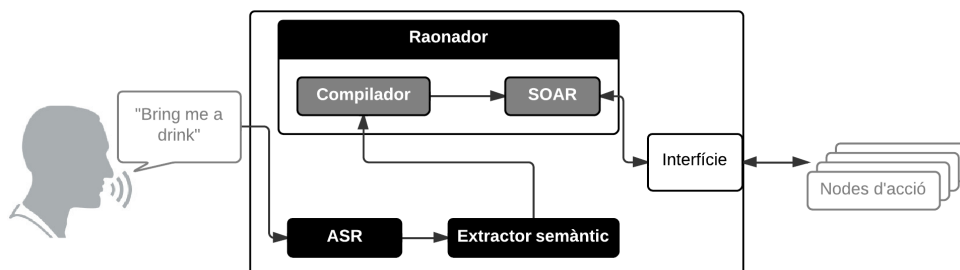 Raonador
Compilador
SOAR
"Bring me a
drink"
Interfície
Nodes d'acció
ASR
Extractor semàntic